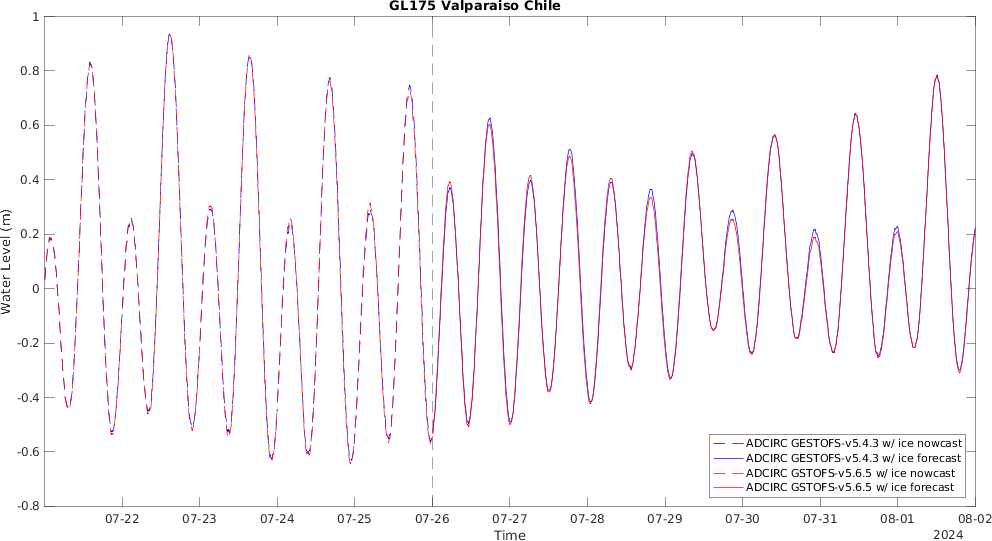 GL175 Valparaiso Chile
1
0.8
0.6
0.4
0.2
0
-0.2
-0.4
-0.6
-0.8
Water Level (m)
ADCIRC GESTOFS-v5.4.3 w/ ice nowcast
ADCIRC GESTOFS-v5.4.3 w/ ice forecast
ADCIRC GSTOFS-v5.6.5 w/ ice nowcast
ADCIRC GSTOFS-v5.6.5 w/ ice forecast
07-22 07-23 07-24 07-25 07-26 07-27 07-28 07-29 07-30 07-31 08-01 08-02
Time
2024